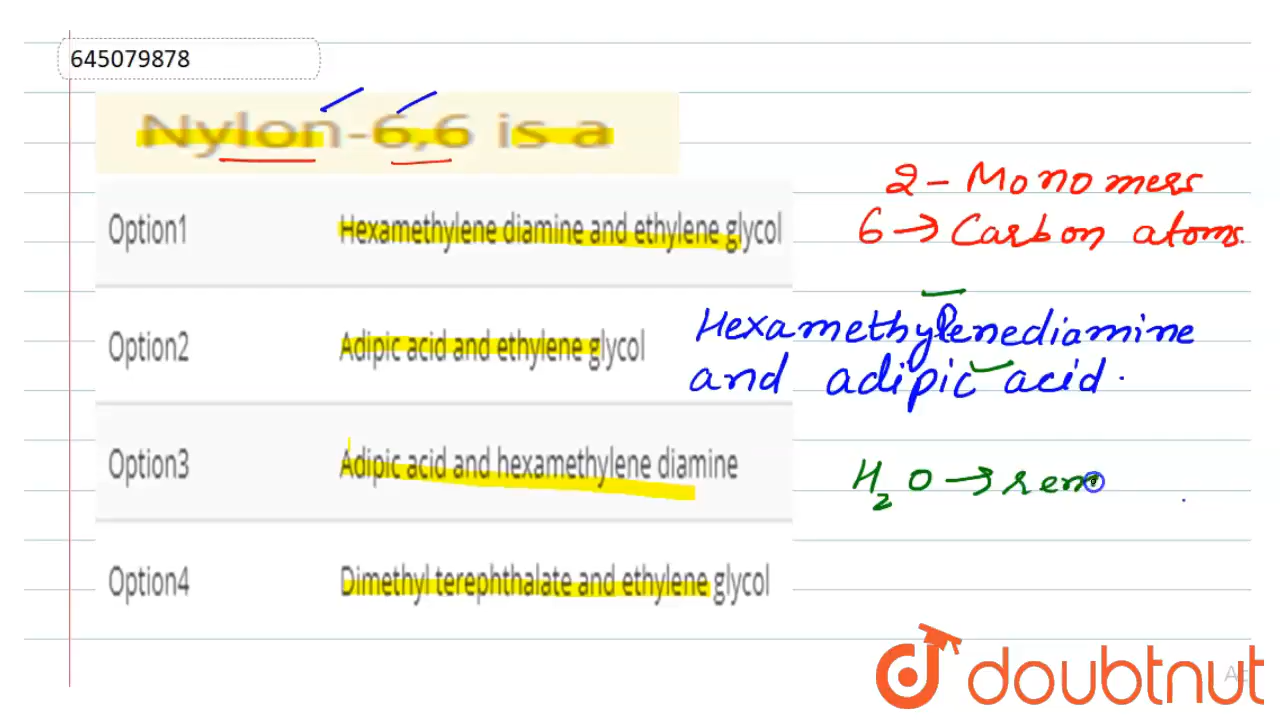 645079878
Nylon-6,6 is a
2 - Monomers
Option1 Hexamethylene diamine and ethylene glycol
6 → Carbon atoms.
Hexamethylenediamine
Option2 Adipic acid and ethylene glycol
and adipic acid.
Option3 Adipic acid and hexamethylene diamine
H2O → rem
Option4 Dimethyl terephthalate and ethylene glycol
doubtnut